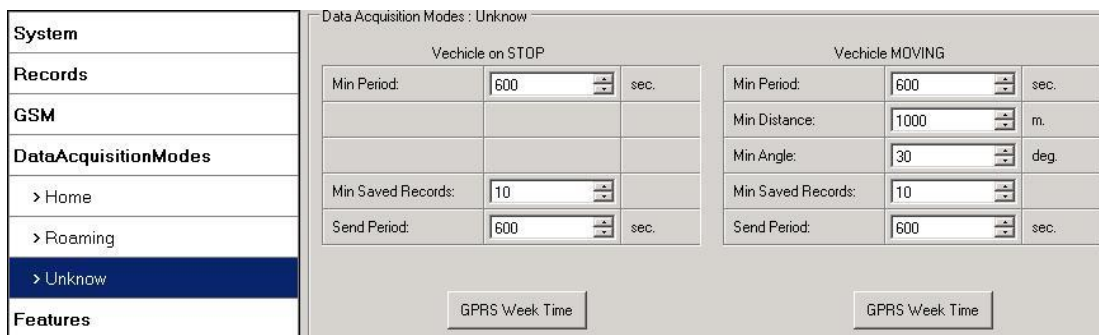 System
Records
GSM
DataAcquisitionModes
> Home
> Roaming
> Unknow
Features
Data Acquisition Modes : Unknow
Vechicle on STOP
Min Period: 600 sec.
Min Saved Records: 10
Send Period: 600 sec.
GPRS Week Time
Vechicle MOVING
Min Period: 600 sec.
Min Distance: 1000 m.
Min Angle: 30 deg.
Min Saved Records: 10
Send Period: 600 sec.
GPRS Week Time